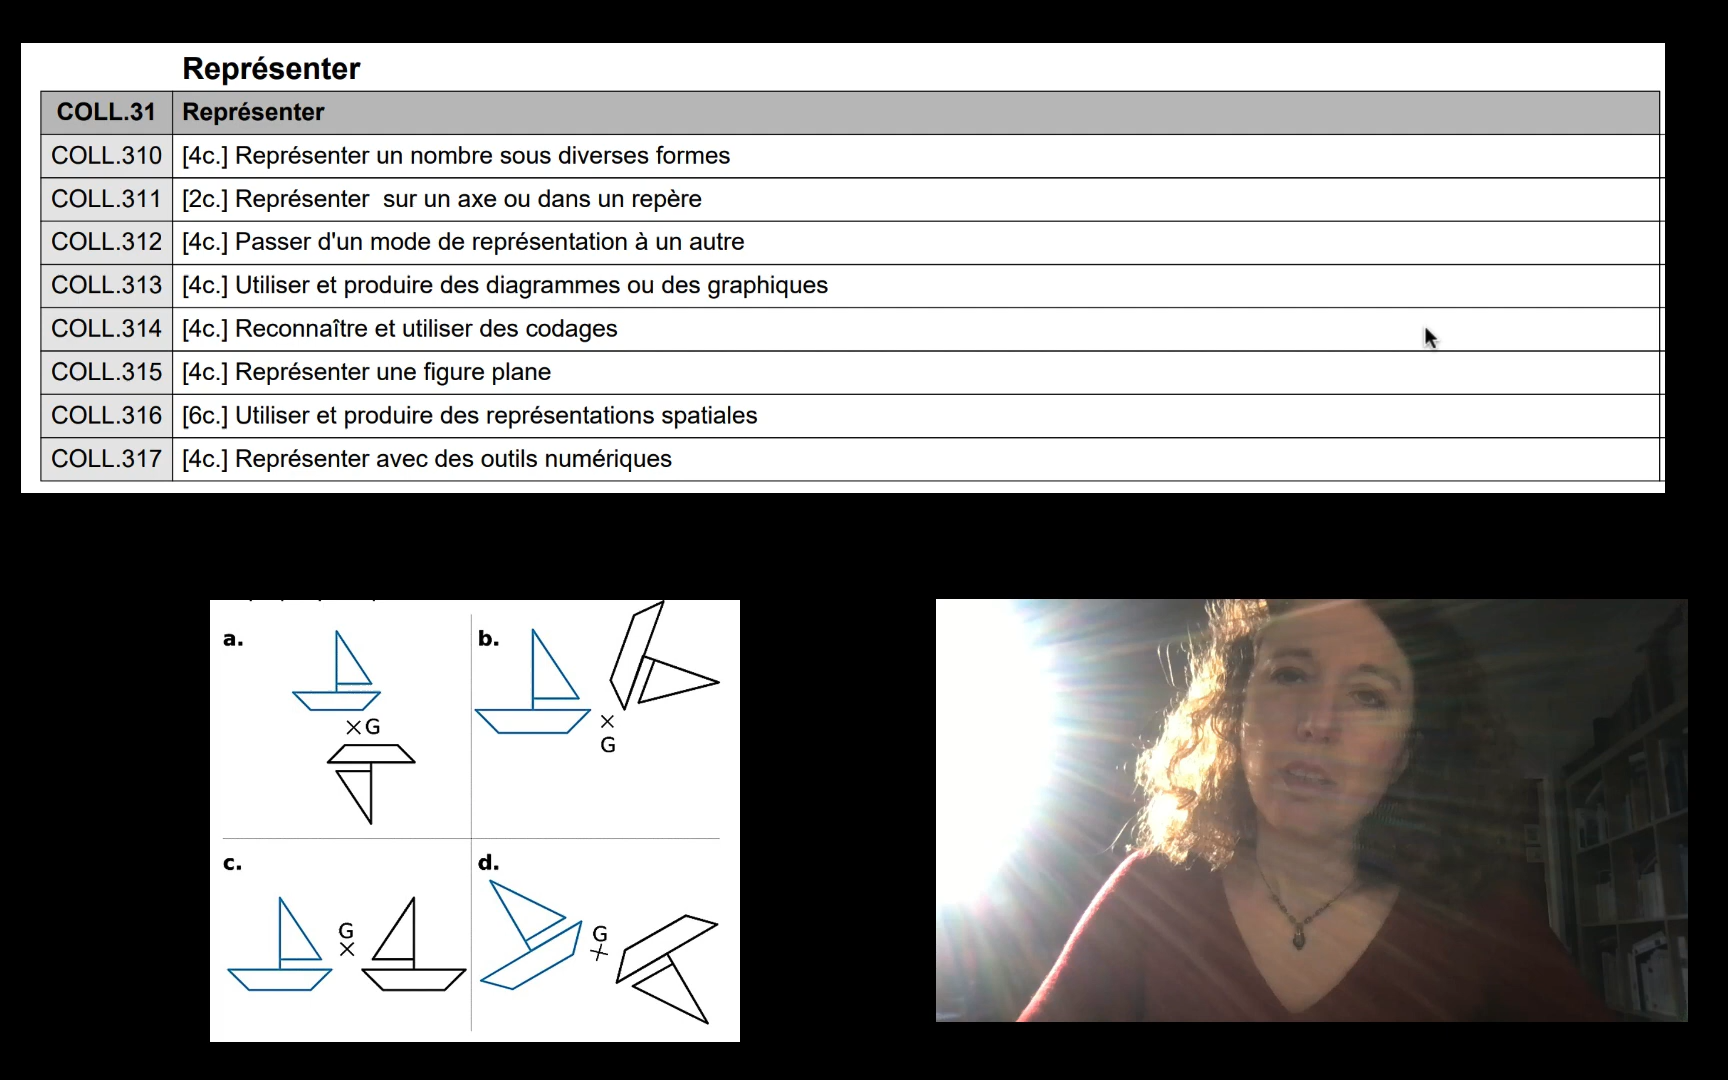 Représenter
COLL.31 Représenter
COLL.310 [4c.] Représenter un nombre sous diverses formes
COLL.311 [2c.] Représenter  sur un axe ou dans un repère
COLL.312 [4c.] Passer d'un mode de représentation à un autre
COLL.313 [4c.] Utiliser et produire des diagrammes ou des graphiques
COLL.314 [4c.] Reconnaître et utiliser des codages
COLL.315 [4c.] Représenter une figure plane
COLL.316 [6c.] Utiliser et produire des représentations spatiales
COLL.317 [4c.] Représenter avec des outils numériques
a.
G
b.
G
c.
G
d.
G